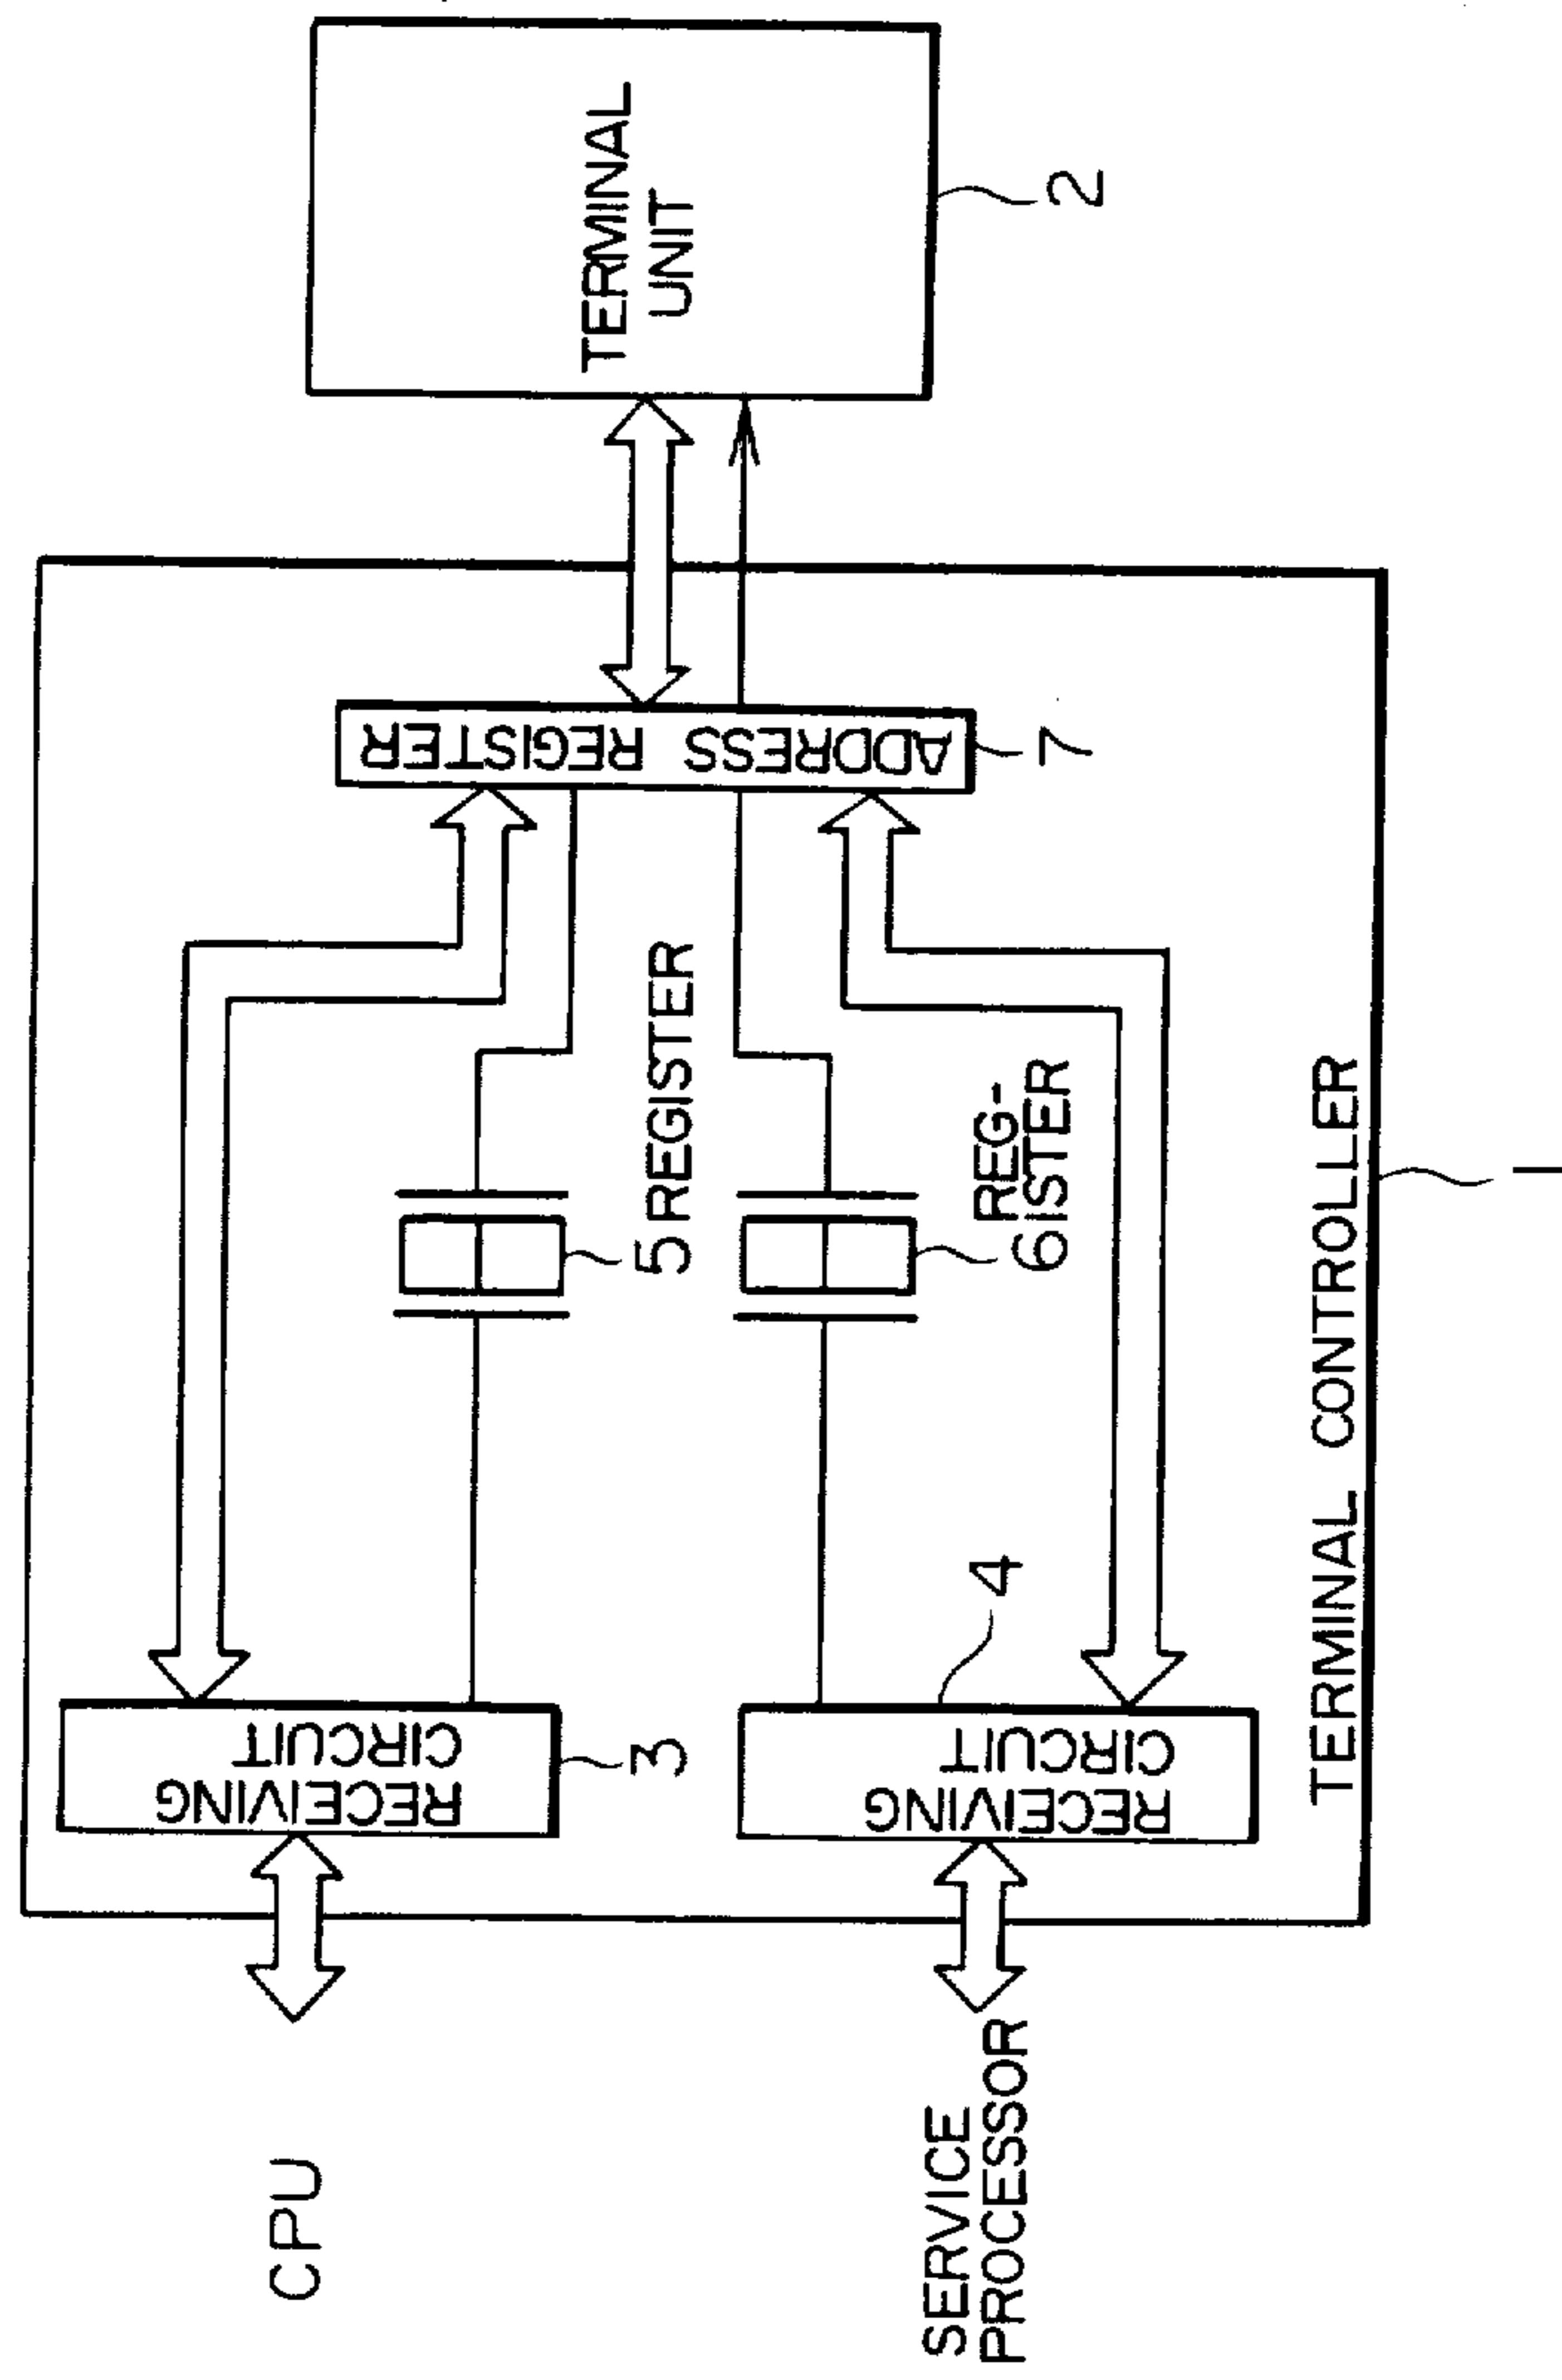 TERMINAL
UNIT
2
ADDRESS REGISTER
7
5 REGISTER
REG-
6 ISTER
4
RECEIVING
CIRCUIT
3
RECEIVING
CIRCUIT
TERMINAL CONTROLLER
1
CPU
SERVICE
PROCESSOR